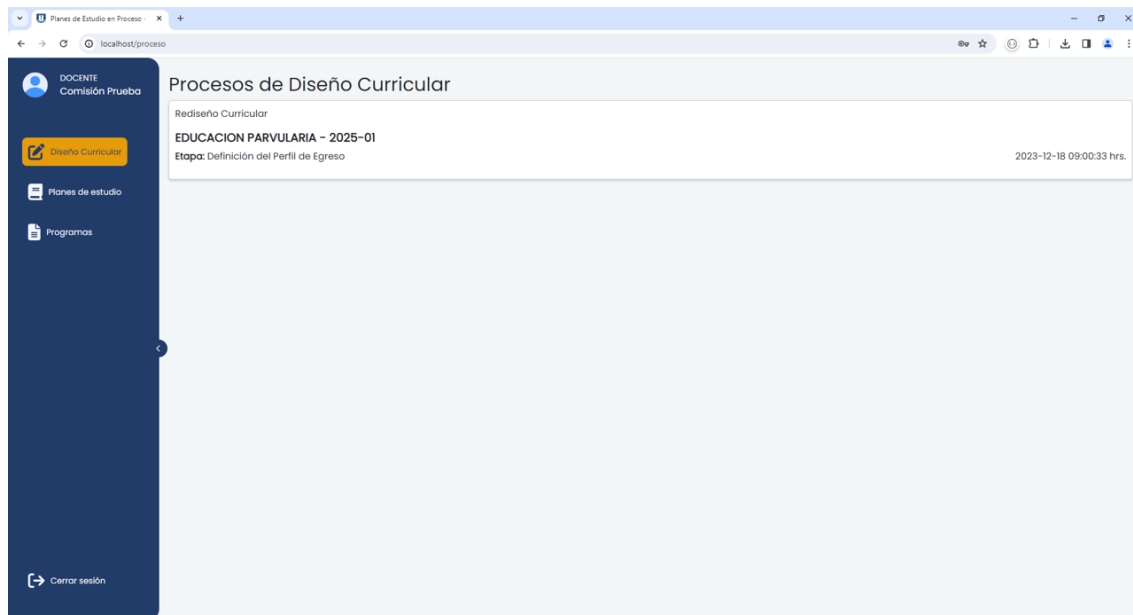 Planes de Estudio en Proceso -
localhost/proceso
DOCENTE
Comisión Prueba
Diseño Curricular
Planes de estudio
Programas
Cerrar sesión
Procesos de Diseño Curricular
Rediseño Curricular
EDUCACION PARVULARIA - 2025-01
Etapa: Definición del Perfil de Egreso
2023-12-18 09:00:33 hrs.